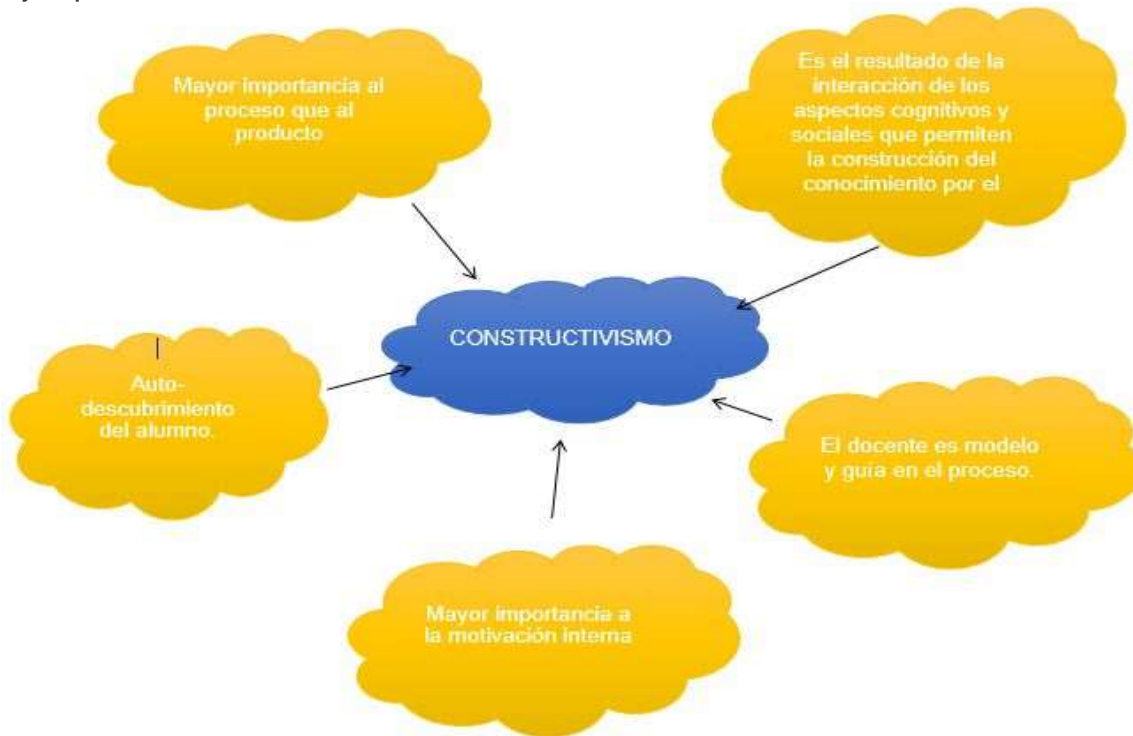 Mayor importancia al
proceso que al
producto
Es el resultado de la
interacción de los
aspectos cognitivos y
sociales que permiten
la construcción del
conocimiento por el
CONSTRUCTIVISMO
Auto-
descubrimiento
del alumno.
El docente es modelo
y guía en el proceso.
Mayor importancia a
la motivación interna